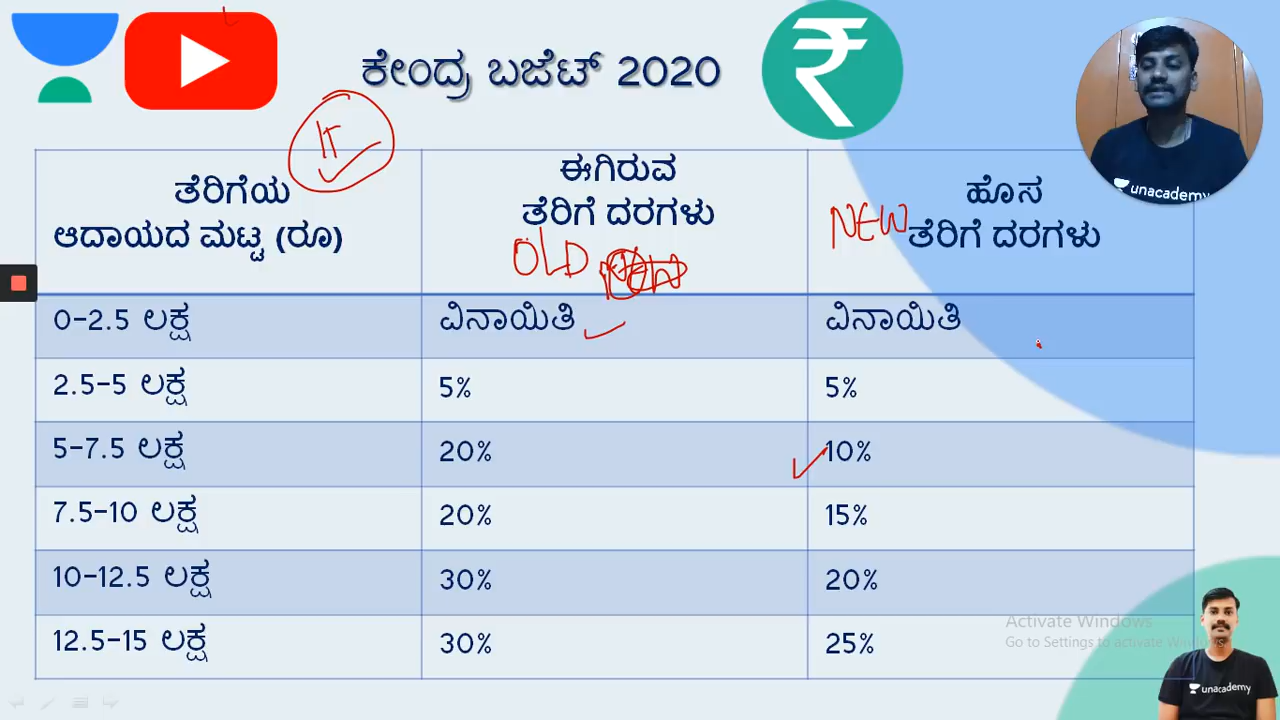 ಕೇಂದ್ರ ಬಜೆಟ್ 2020
₹
unacademy
IT
ತೆರಿಗೆಯ
ಆದಾಯದ ಮಟ್ಟ (ರೂ)
ಈಗಿರುವ
ತೆರಿಗೆ ದರಗಳು
OLD
ಹೊಸ
NEW ತೆರಿಗೆ ದರಗಳು
0-2.5 ಲಕ್ಷ ವಿನಾಯಿತಿ ವಿನಾಯಿತಿ
2.5-5 ಲಕ್ಷ 5% 5%
5-7.5 ಲಕ್ಷ 20% 10%
7.5-10 ಲಕ್ಷ 20% 15%
10-12.5 ಲಕ್ಷ 30% 20%
12.5-15 ಲಕ್ಷ 30% 25%
Activate Windows
Go to Settings to activate Windows.
unacademy